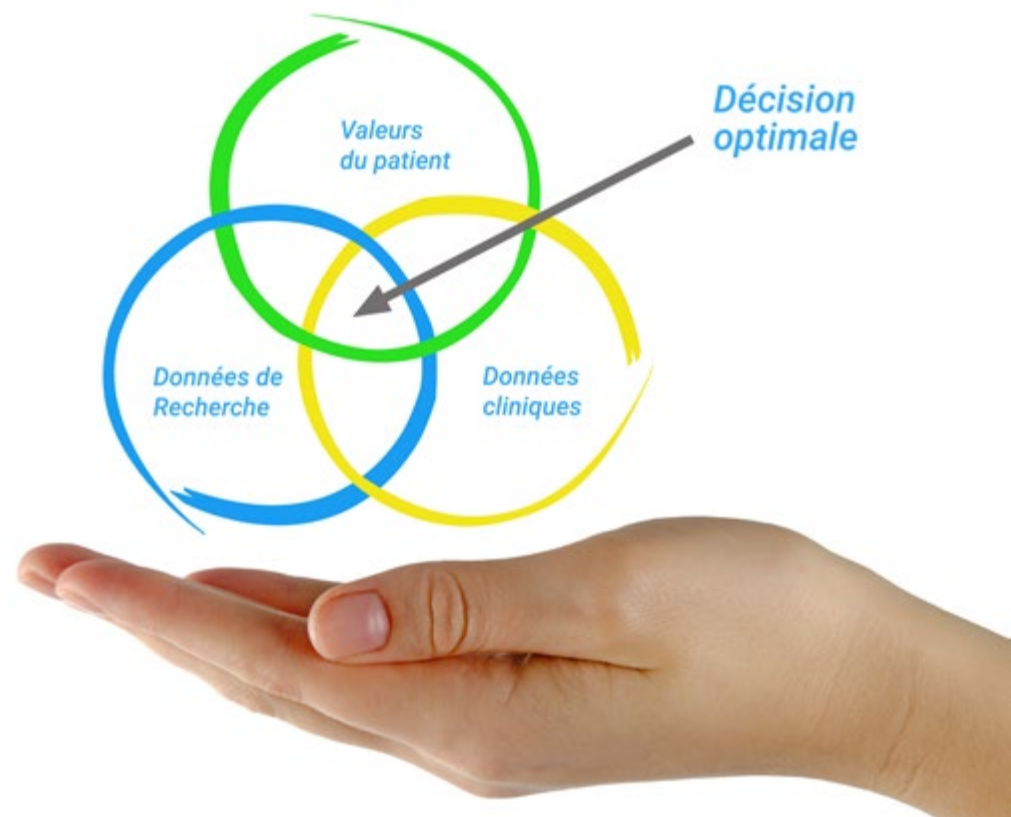 Valeurs
du patient
Décision
optimale
Données de
Recherche
Données
cliniques